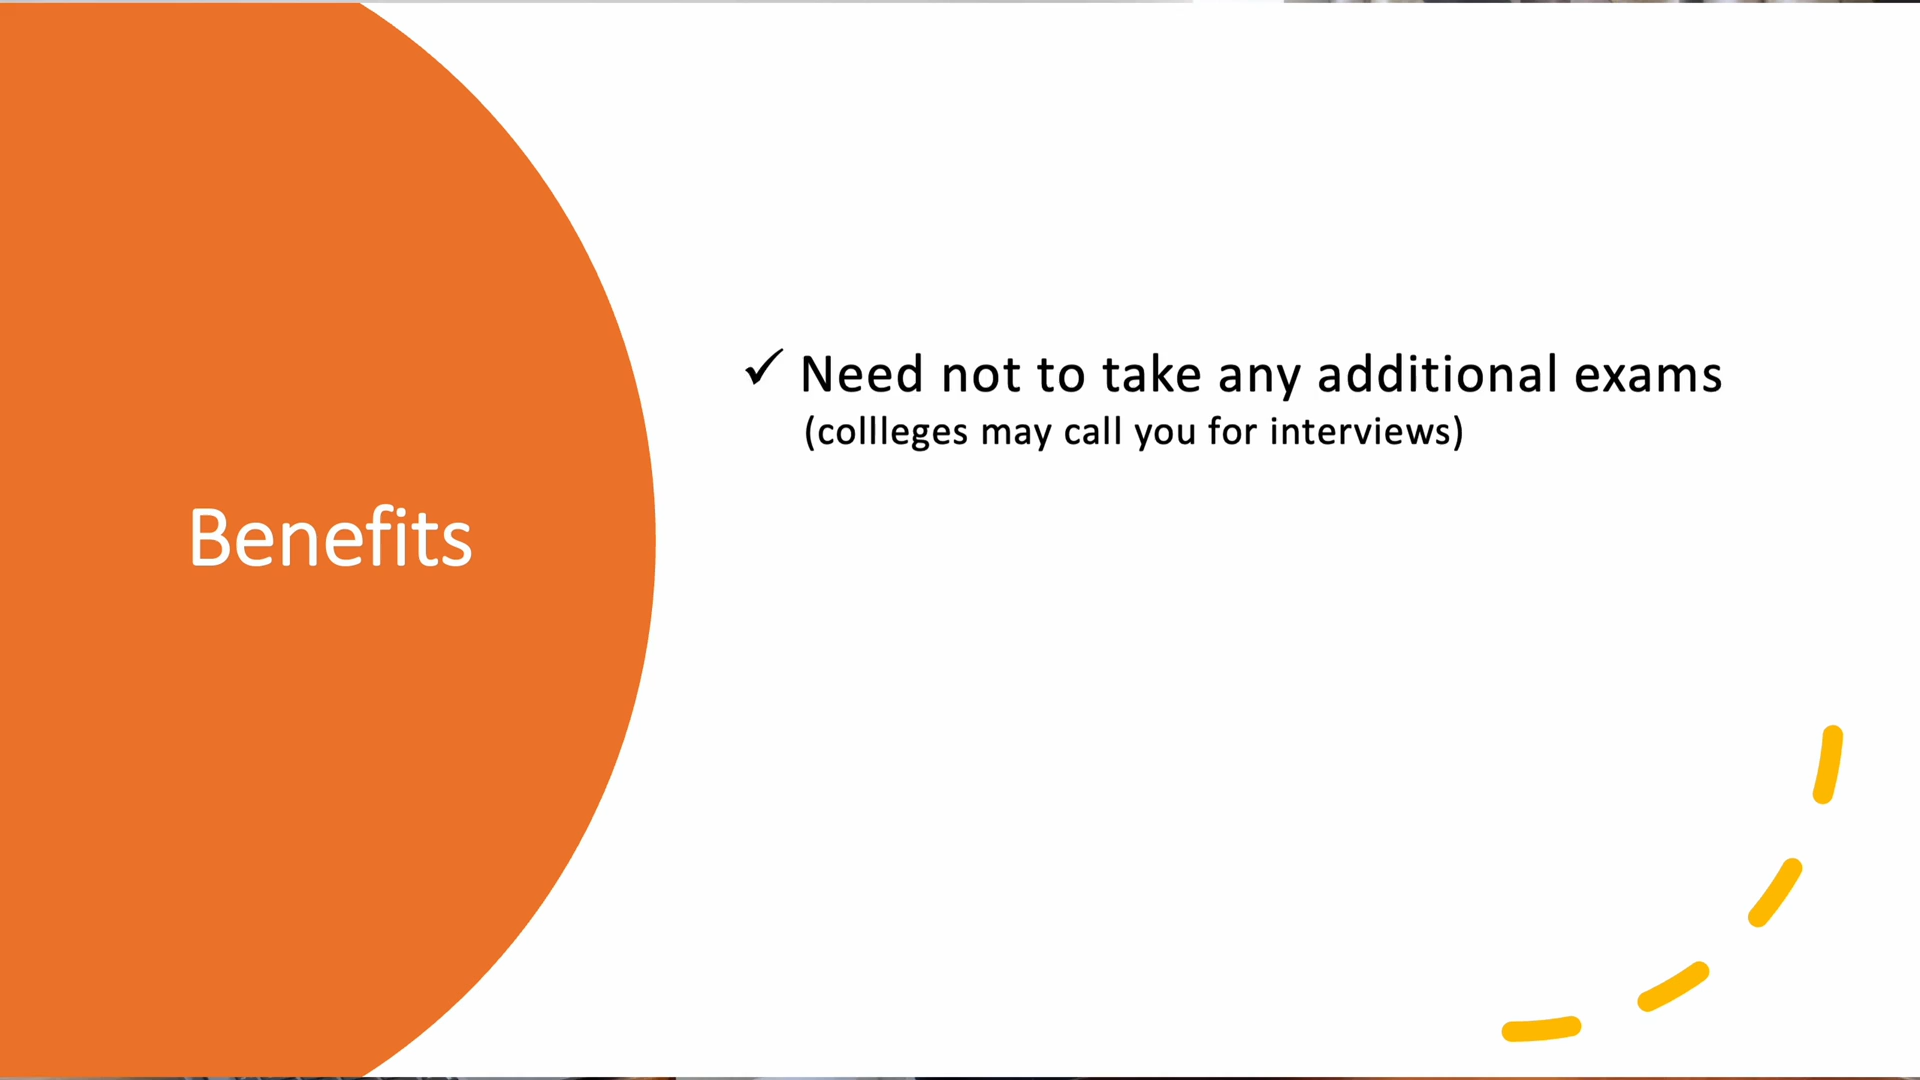 Benefits
✓ Need not to take any additional exams
(collleges may call you for interviews)